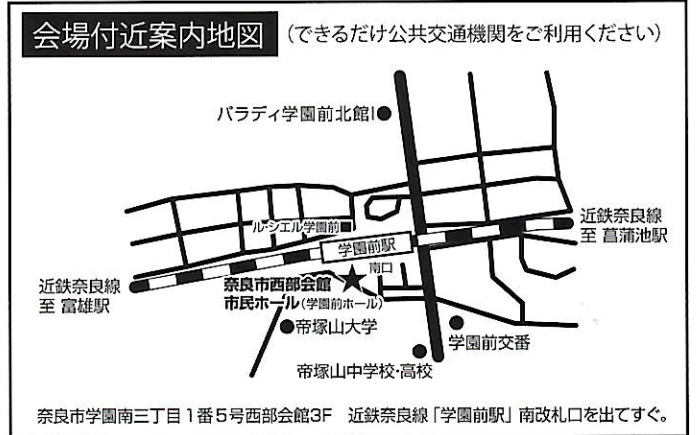 会場付近案内地図 (できるだけ公共交通機関をご利用ください)
パラディ学園前北館Ⅰ
ル・シエル学園前
学園前駅
南口
近鉄奈良線
至 菖蒲池駅
近鉄奈良線
至 富雄駅
奈良市西部会館
市民ホール(学園前ホール)
帝塚山大学
学園前交番
帝塚山中学校・高校
奈良市学園南三丁目1番5号西部会館3F 近鉄奈良線「学園前駅」南改札口を出てすぐ。